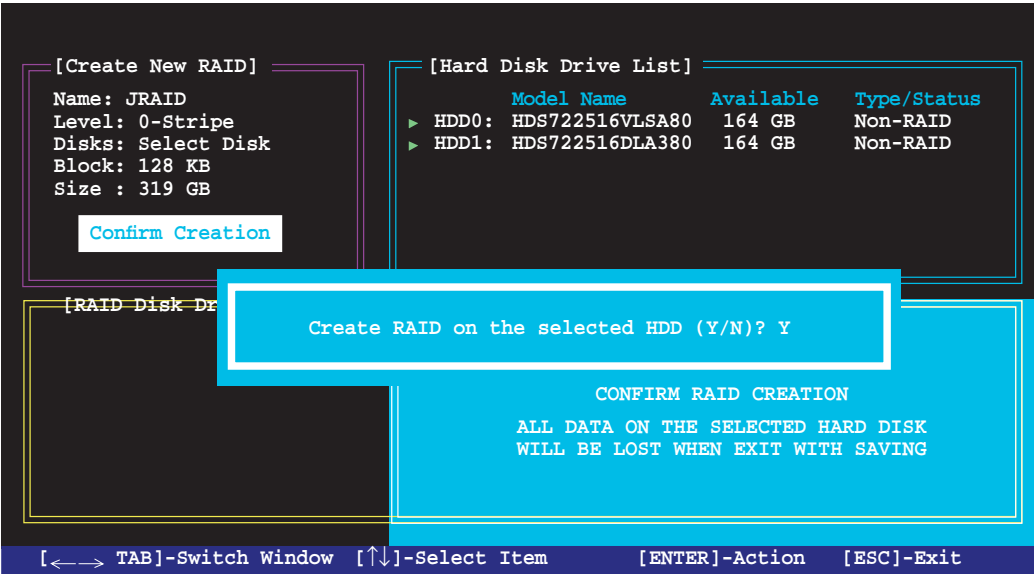 [Create New RAID]
Name: JRAID
Level: 0-Stripe
Disks: Select Disk
Block: 128 KB
Size : 319 GB
Confirm Creation
[Hard Disk Drive List]
Model Name Available Type/Status
HDD0: HDS722516VLSA80 164 GB Non-RAID
HDD1: HDS722516DLA380 164 GB Non-RAID
[RAID Disk Dr
Create RAID on the selected HDD (Y/N)? Y
CONFIRM RAID CREATION
ALL DATA ON THE SELECTED HARD DISK
WILL BE LOST WHEN EXIT WITH SAVING
[←→ TAB]-Switch Window [↑↓]-Select Item [ENTER]-Action [ESC]-Exit